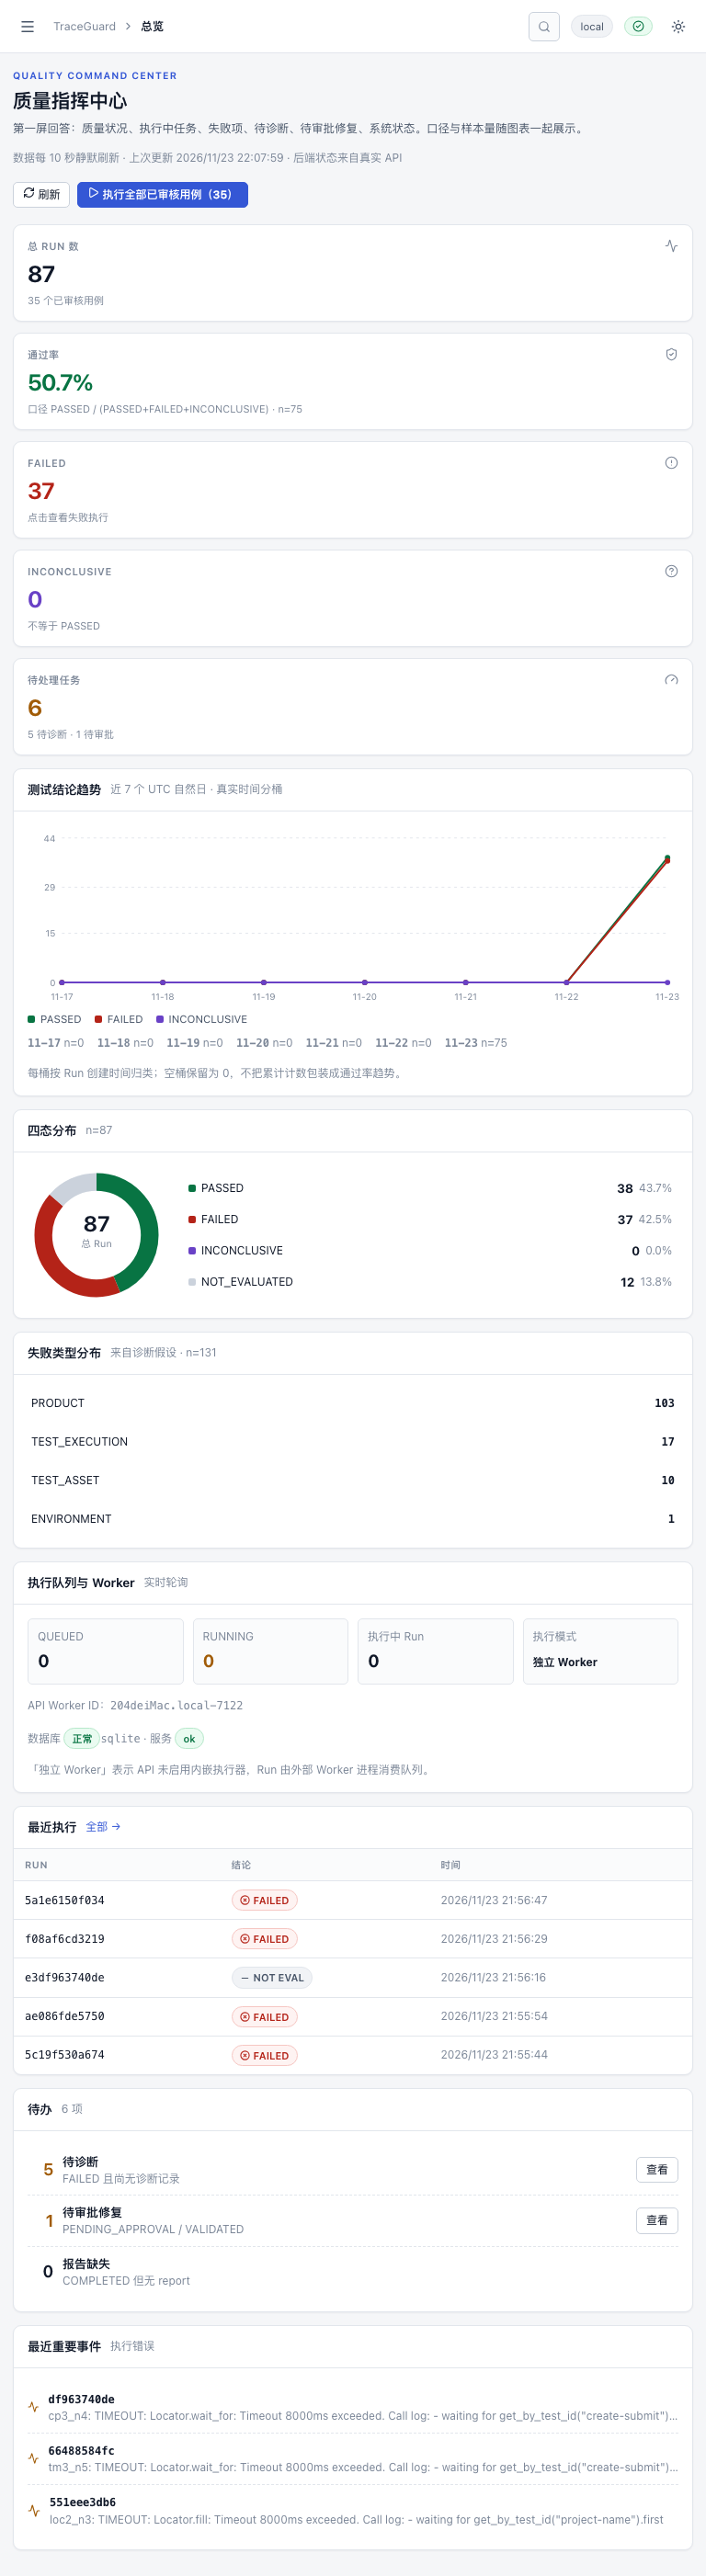 TraceGuard > 总览
local
QUALITY COMMAND CENTER
质量指挥中心
第一屏回答：质量状况、执行中任务、失败项、待诊断、待审批修复、系统状态。口径与样本量随图表一起展示。
数据每 10 秒静默刷新 · 上次更新 2026/11/23 22:07:59 · 后端状态来自真实 API
刷新
执行全部已审核用例（35）
总 RUN 数
87
35 个已审核用例
通过率
50.7%
口径 PASSED / (PASSED+FAILED+INCONCLUSIVE) · n=75
FAILED
37
点击查看失败执行
INCONCLUSIVE
0
不等于 PASSED
待处理任务
6
5 待诊断 · 1 待审批
测试结论趋势 近 7 个 UTC 自然日 · 真实时间分桶
44
29
15
0
11-17 11-18 11-19 11-20 11-21 11-22 11-23
PASSED FAILED INCONCLUSIVE
11-17 n=0 11-18 n=0 11-19 n=0 11-20 n=0 11-21 n=0 11-22 n=0 11-23 n=75
每桶按 Run 创建时间归类；空桶保留为 0，不把累计计数包装成通过率趋势。
四态分布 n=87
87
总 Run
PASSED 38 43.7%
FAILED 37 42.5%
INCONCLUSIVE 0 0.0%
NOT_EVALUATED 12 13.8%
失败类型分布 来自诊断假设 · n=131
PRODUCT 103
TEST_EXECUTION 17
TEST_ASSET 10
ENVIRONMENT 1
执行队列与 Worker 实时轮询
QUEUED
0
RUNNING
0
执行中 Run
0
执行模式
独立 Worker
API Worker ID：204deiMac.local-7122
数据库 正常 sqlite · 服务 ok
「独立 Worker」表示 API 未启用内嵌执行器，Run 由外部 Worker 进程消费队列。
最近执行 全部 →
RUN 结论 时间
5a1e6150f034 FAILED 2026/11/23 21:56:47
f08af6cd3219 FAILED 2026/11/23 21:56:29
e3df963740de NOT EVAL 2026/11/23 21:56:16
ae086fde5750 FAILED 2026/11/23 21:55:54
5c19f530a674 FAILED 2026/11/23 21:55:44
待办 6 项
5 待诊断 查看
FAILED 且尚无诊断记录
1 待审批修复 查看
PENDING_APPROVAL / VALIDATED
0 报告缺失
COMPLETED 但无 report
最近重要事件 执行错误
df963740de
cp3_n4: TIMEOUT: Locator.wait_for: Timeout 8000ms exceeded. Call log: - waiting for get_by_test_id("create-submit")...
66488584fc
tm3_n5: TIMEOUT: Locator.wait_for: Timeout 8000ms exceeded. Call log: - waiting for get_by_test_id("create-submit")...
551eee3db6
loc2_n3: TIMEOUT: Locator.fill: Timeout 8000ms exceeded. Call log: - waiting for get_by_test_id("project-name").first